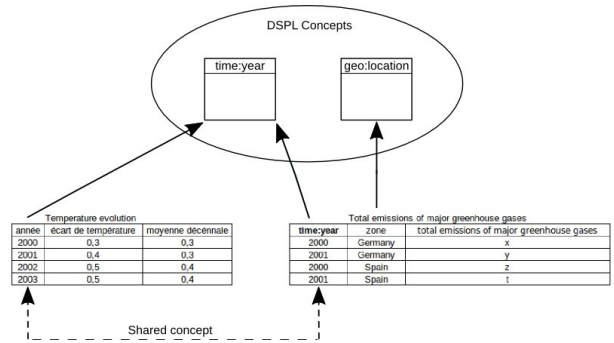 DSPL Concepts
time:year geo:location
Temperature evolution
année écart de température moyenne décénnale
2000 0,3 0,3
2001 0,4 0,3
2002 0,5 0,4
2003 0,5 0,4
Total emissions of major greenhouse gases
time:year zone total emissions of major greenhouse gases
2000 Germany x
2001 Germany y
2000 Spain z
2001 Spain t
Shared concept